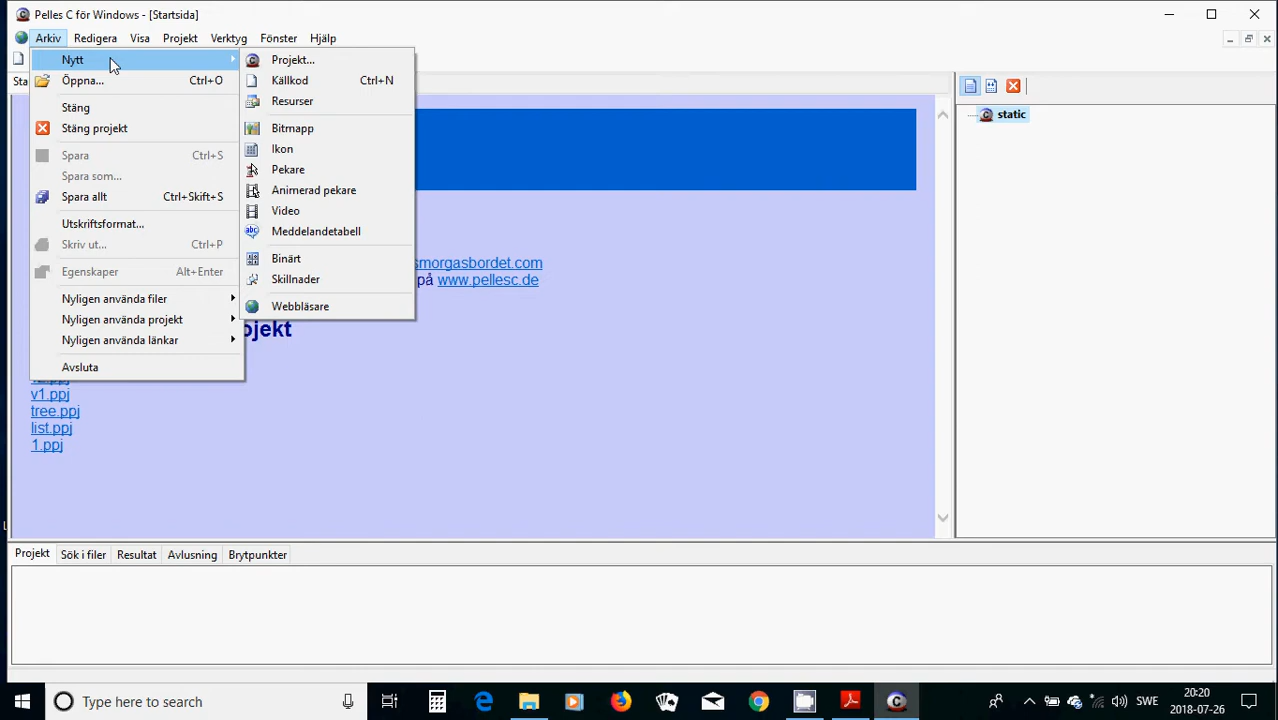 Pelles C för Windows - [Startsida]
Arkiv Redigera Visa Projekt Verktyg Fönster Hjälp
Nytt
Öppna... Ctrl+O
Stäng
Stäng projekt
Spara Ctrl+S
Spara som...
Spara allt Ctrl+Skift+S
Utskriftsformat...
Skriv ut... Ctrl+P
Egenskaper Alt+Enter
Nyligen använda filer
Nyligen använda projekt
Nyligen använda länkar
Avsluta
Projekt...
Källkod Ctrl+N
Resurser
Bitmapp
Ikon
Pekare
Animerad pekare
Video
Meddelandetabell
abc
Binärt
Skillnader
Webbläsare
Sta
smorgasbordet.com
på www.pellesc.de
ojekt
v1.ppj
tree.ppj
list.ppj
1.ppj
static
Projekt Sök i filer Resultat Avlusning Brytpunkter
Type here to search
SWE
20:20
2018-07-26